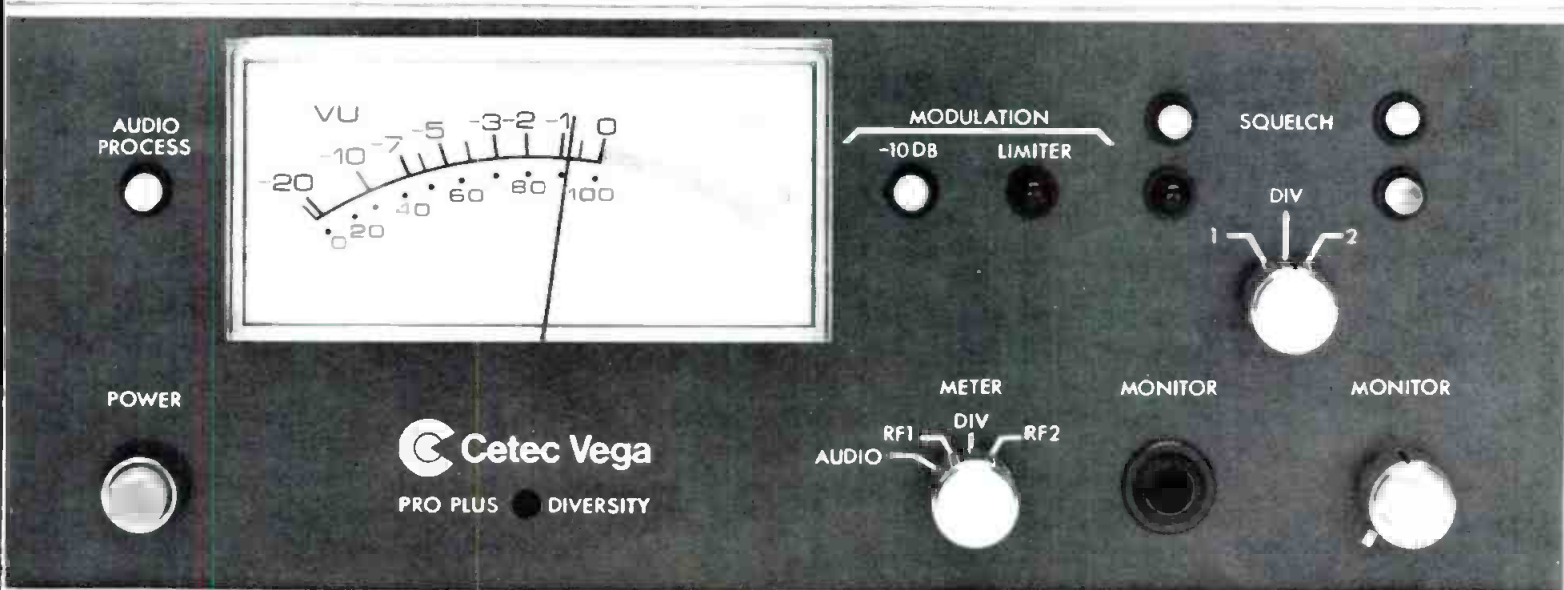 AUDIO
PROCESS
VU
-20 -10 -7 -5 -3 -2 -1 0
0 20 40 60 80 100
MODULATION
-10 DB LIMITER
SQUELCH
1 DIV 2
POWER
Cetec Vega
PRO PLUS DIVERSITY
METER
AUDIO RF1 DIV RF2
MONITOR
MONITOR